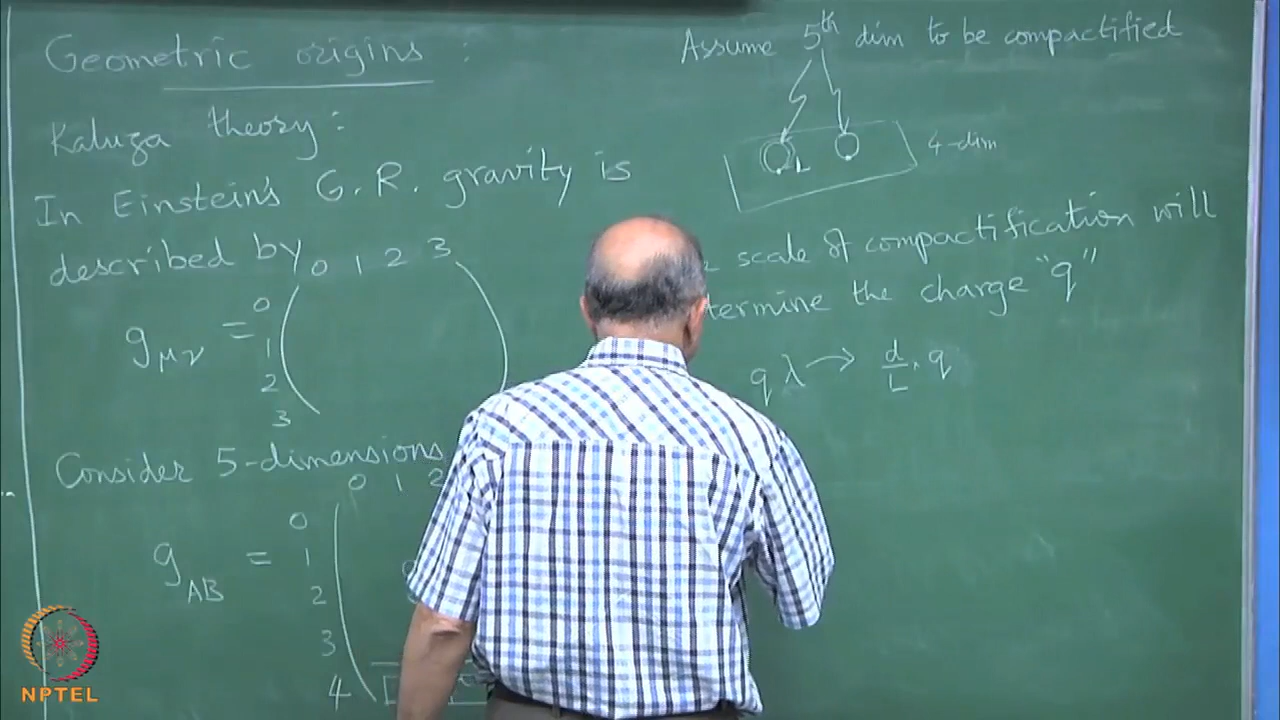 Geometric origins :
Kaluza theory:
In Einstein's G.R. gravity is
described by
0 1 2 3
gμν = 0
1
2
3
Consider 5-dimensions
0 1 2
gAB = 0
1
2
3
4
Assume 5th dim to be compactified
L
4-dim
scale of compactification will
the charge "q"
qλ → d/L . q
NPTEL